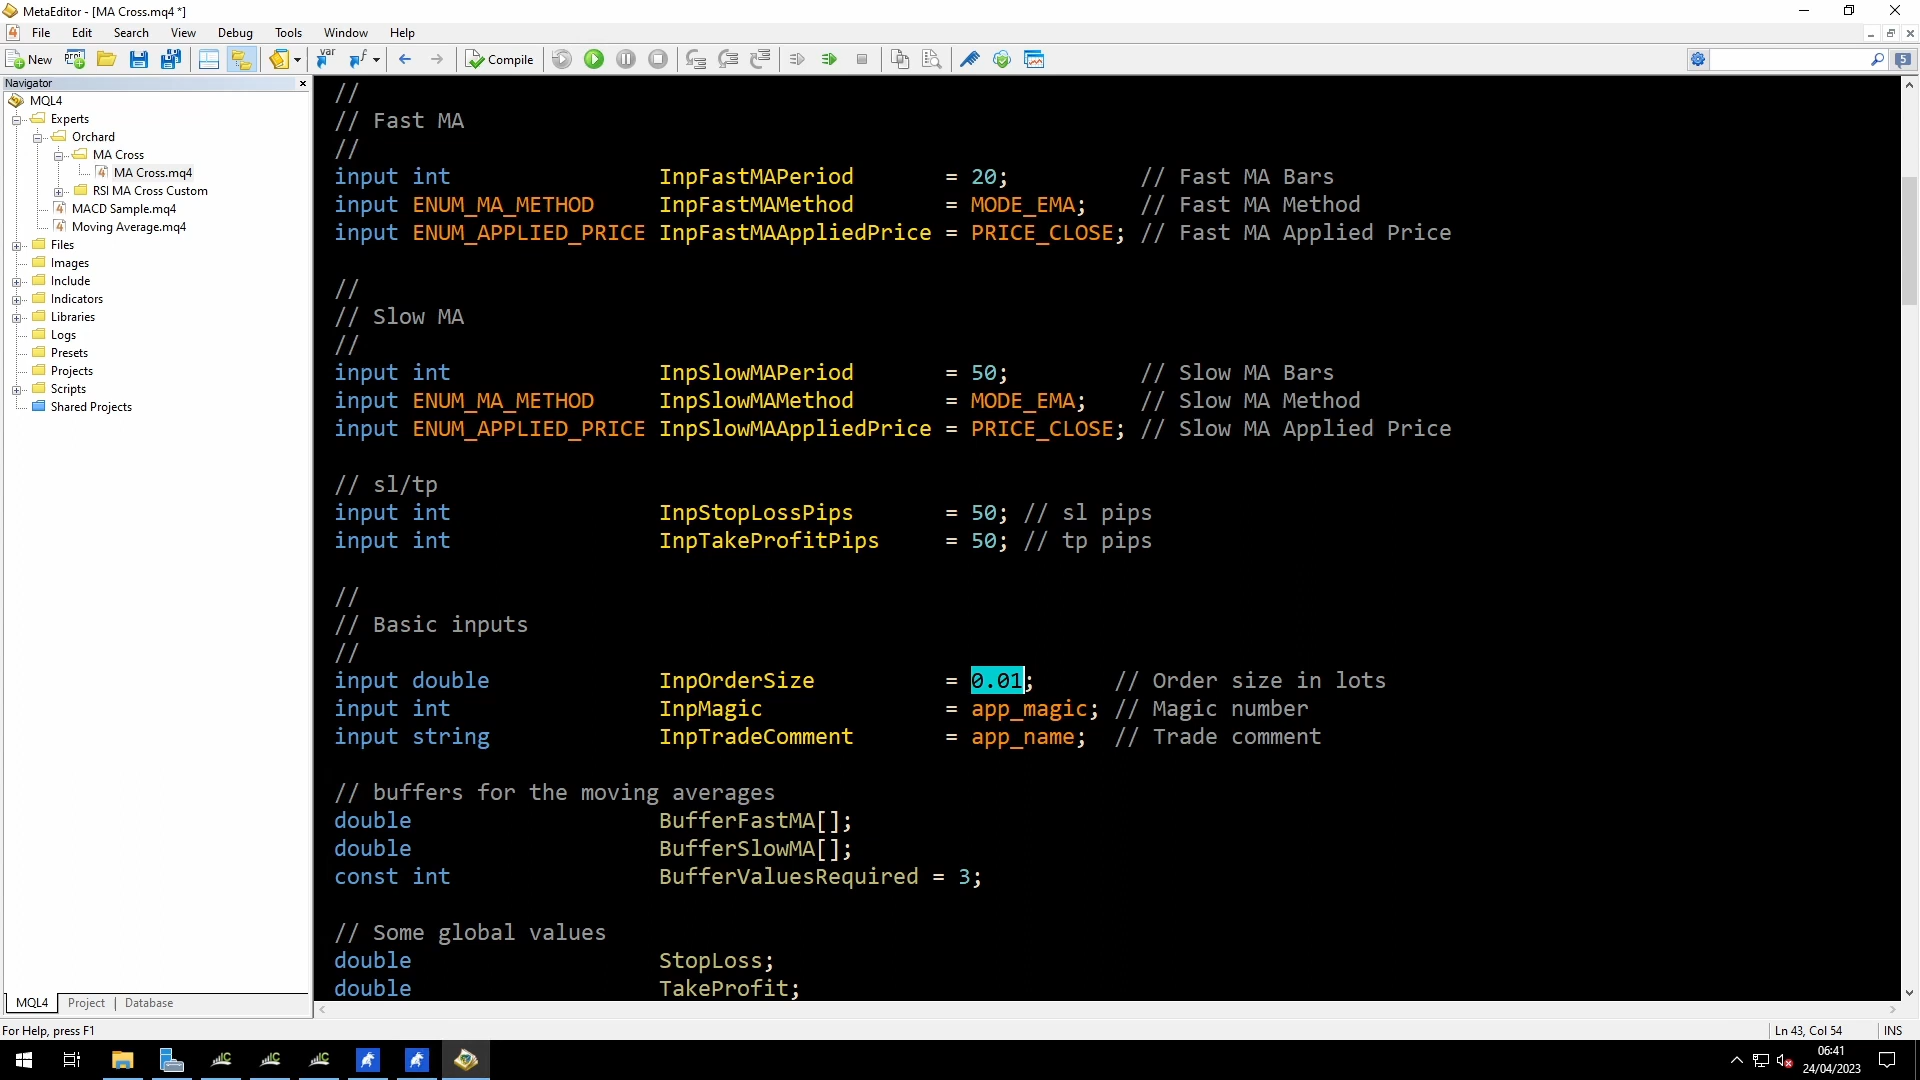 MetaEditor - [MA Cross.mq4 *]
File Edit Search View Debug Tools Window Help
New Compile
Navigator
MQL4
Experts
Orchard
MA Cross
MA Cross.mq4
RSI MA Cross Custom
MACD Sample.mq4
Moving Average.mq4
Files
Images
Include
Indicators
Libraries
Logs
Presets
Projects
Scripts
Shared Projects
MQL4 Project Database
//
// Fast MA
//
input int InpFastMAPeriod = 20; // Fast MA Bars
input ENUM_MA_METHOD InpFastMAMethod = MODE_EMA; // Fast MA Method
input ENUM_APPLIED_PRICE InpFastMAAppliedPrice = PRICE_CLOSE; // Fast MA Applied Price
//
// Slow MA
//
input int InpSlowMAPeriod = 50; // Slow MA Bars
input ENUM_MA_METHOD InpSlowMAMethod = MODE_EMA; // Slow MA Method
input ENUM_APPLIED_PRICE InpSlowMAAppliedPrice = PRICE_CLOSE; // Slow MA Applied Price
// sl/tp
input int InpStopLossPips = 50; // sl pips
input int InpTakeProfitPips = 50; // tp pips
//
// Basic inputs
//
input double InpOrderSize = 0.01; // Order size in lots
input int InpMagic = app_magic; // Magic number
input string InpTradeComment = app_name; // Trade comment
// buffers for the moving averages
double BufferFastMA[];
double BufferSlowMA[];
const int BufferValuesRequired = 3;
// Some global values
double StopLoss;
double TakeProfit;
For Help, press F1
Ln 43, Col 54 INS
06:41
24/04/2023